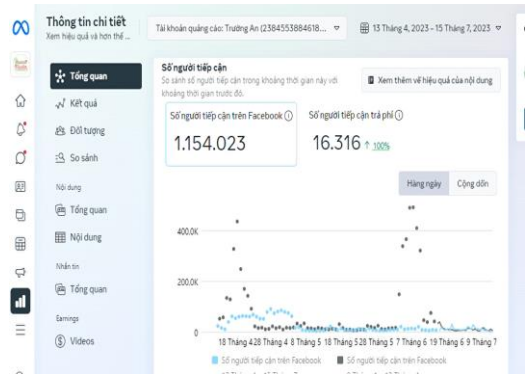 Thông tin chi tiết
Xem hiệu quả và hơn thế ...
Tài khoản quảng cáo: Trường An (2384553884618...
13 Tháng 4, 2023 - 15 Tháng 7, 2023
Tổng quan
Kết quả
Đối tượng
So sánh
Nội dung
Tổng quan
Nội dung
Nhắn tin
Tổng quan
Earnings
Videos
Số người tiếp cận
So sánh số người tiếp cận trong khoảng thời gian này với
khoảng thời gian trước đó.
Xem thêm về hiệu quả của nội dung
Số người tiếp cận trên Facebook
1.154.023
Số người tiếp cận trả phí
16.316 ↑ 100%
Hàng ngày
Cộng dồn
400.0K
200.0K
0
18 Tháng 4 28 Tháng 4 8 Tháng 5 18 Tháng 5 28 Tháng 5 7 Tháng 6 19 Tháng 6 9 Tháng 7
Số người tiếp cận trên Facebook
Số người tiếp cận trên Facebook